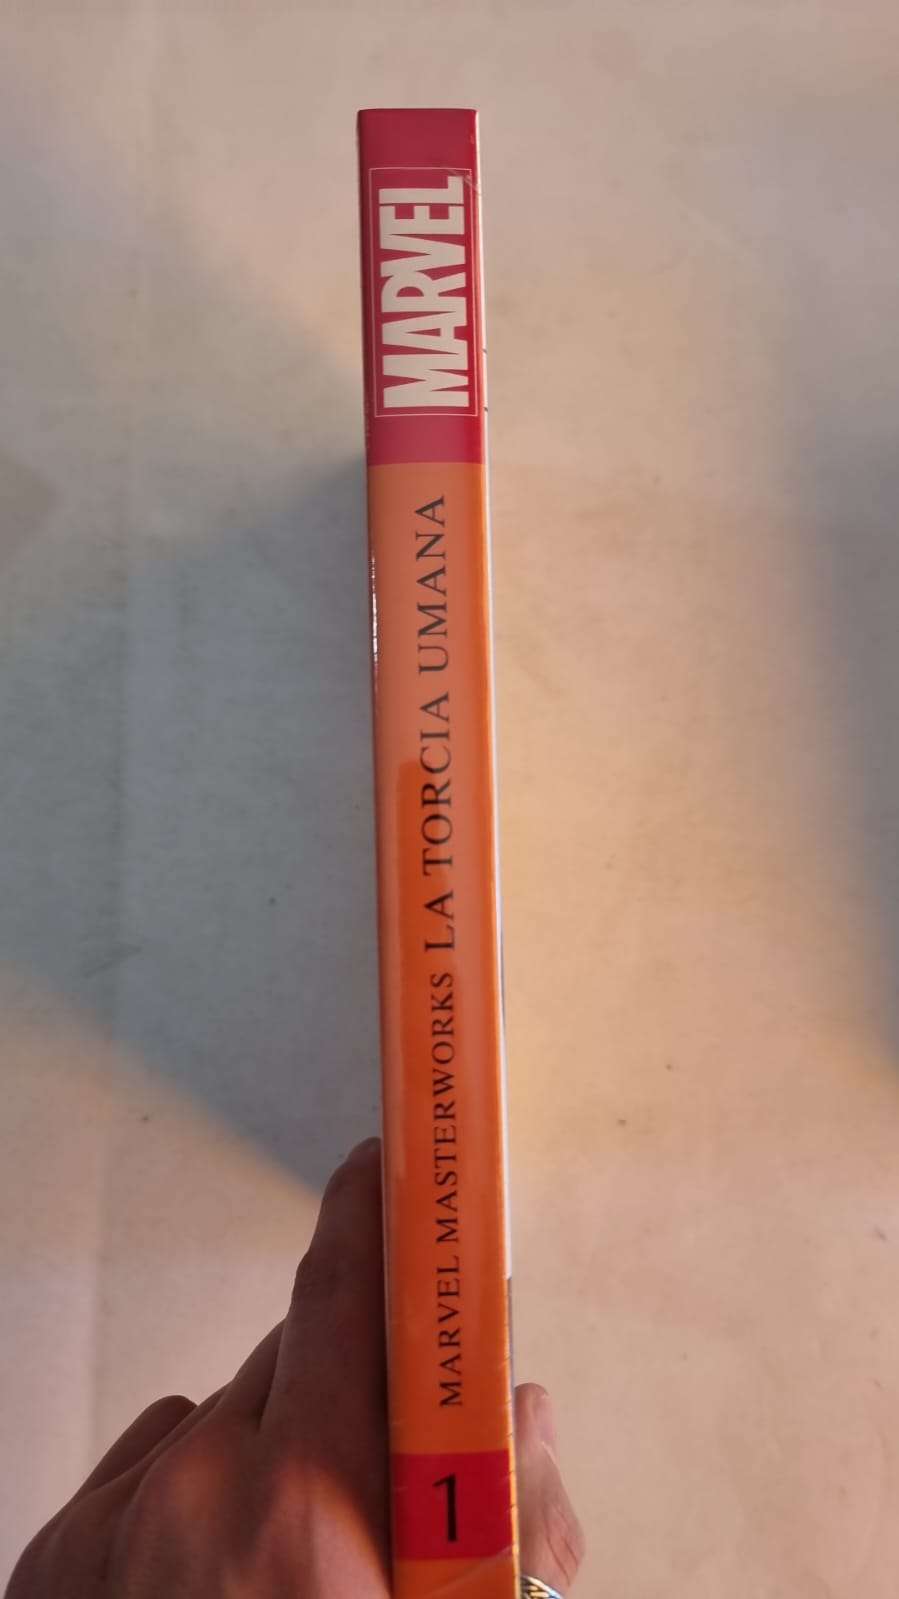 MARVEL
MARVEL MASTERWORKS LA TORCIA UMANA
1